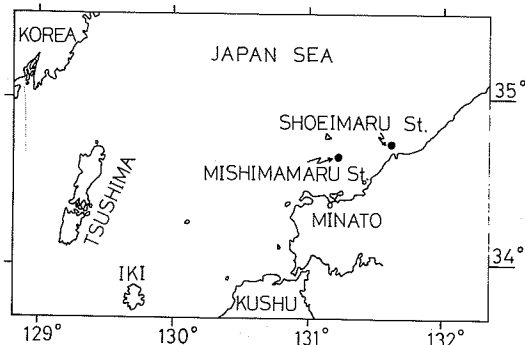 KOREA
JAPAN SEA
35°
SHOEIMARU St.
MISHIMAMARU St.
TSUSHIMA
MINATO
34°
IKI
KUSHU
129°
130°
131°
132°